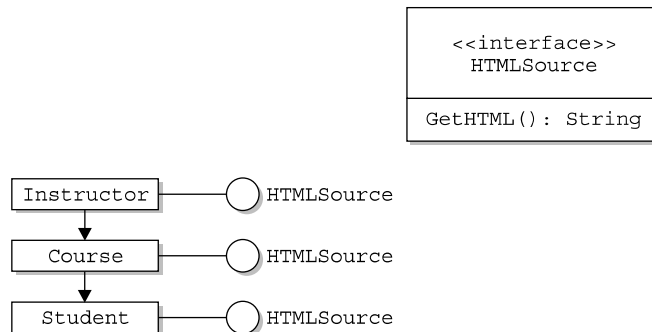 <<interface>>
HTMLSource
GetHTML(): String
Instructor
HTMLSource
Course
HTMLSource
Student
HTMLSource